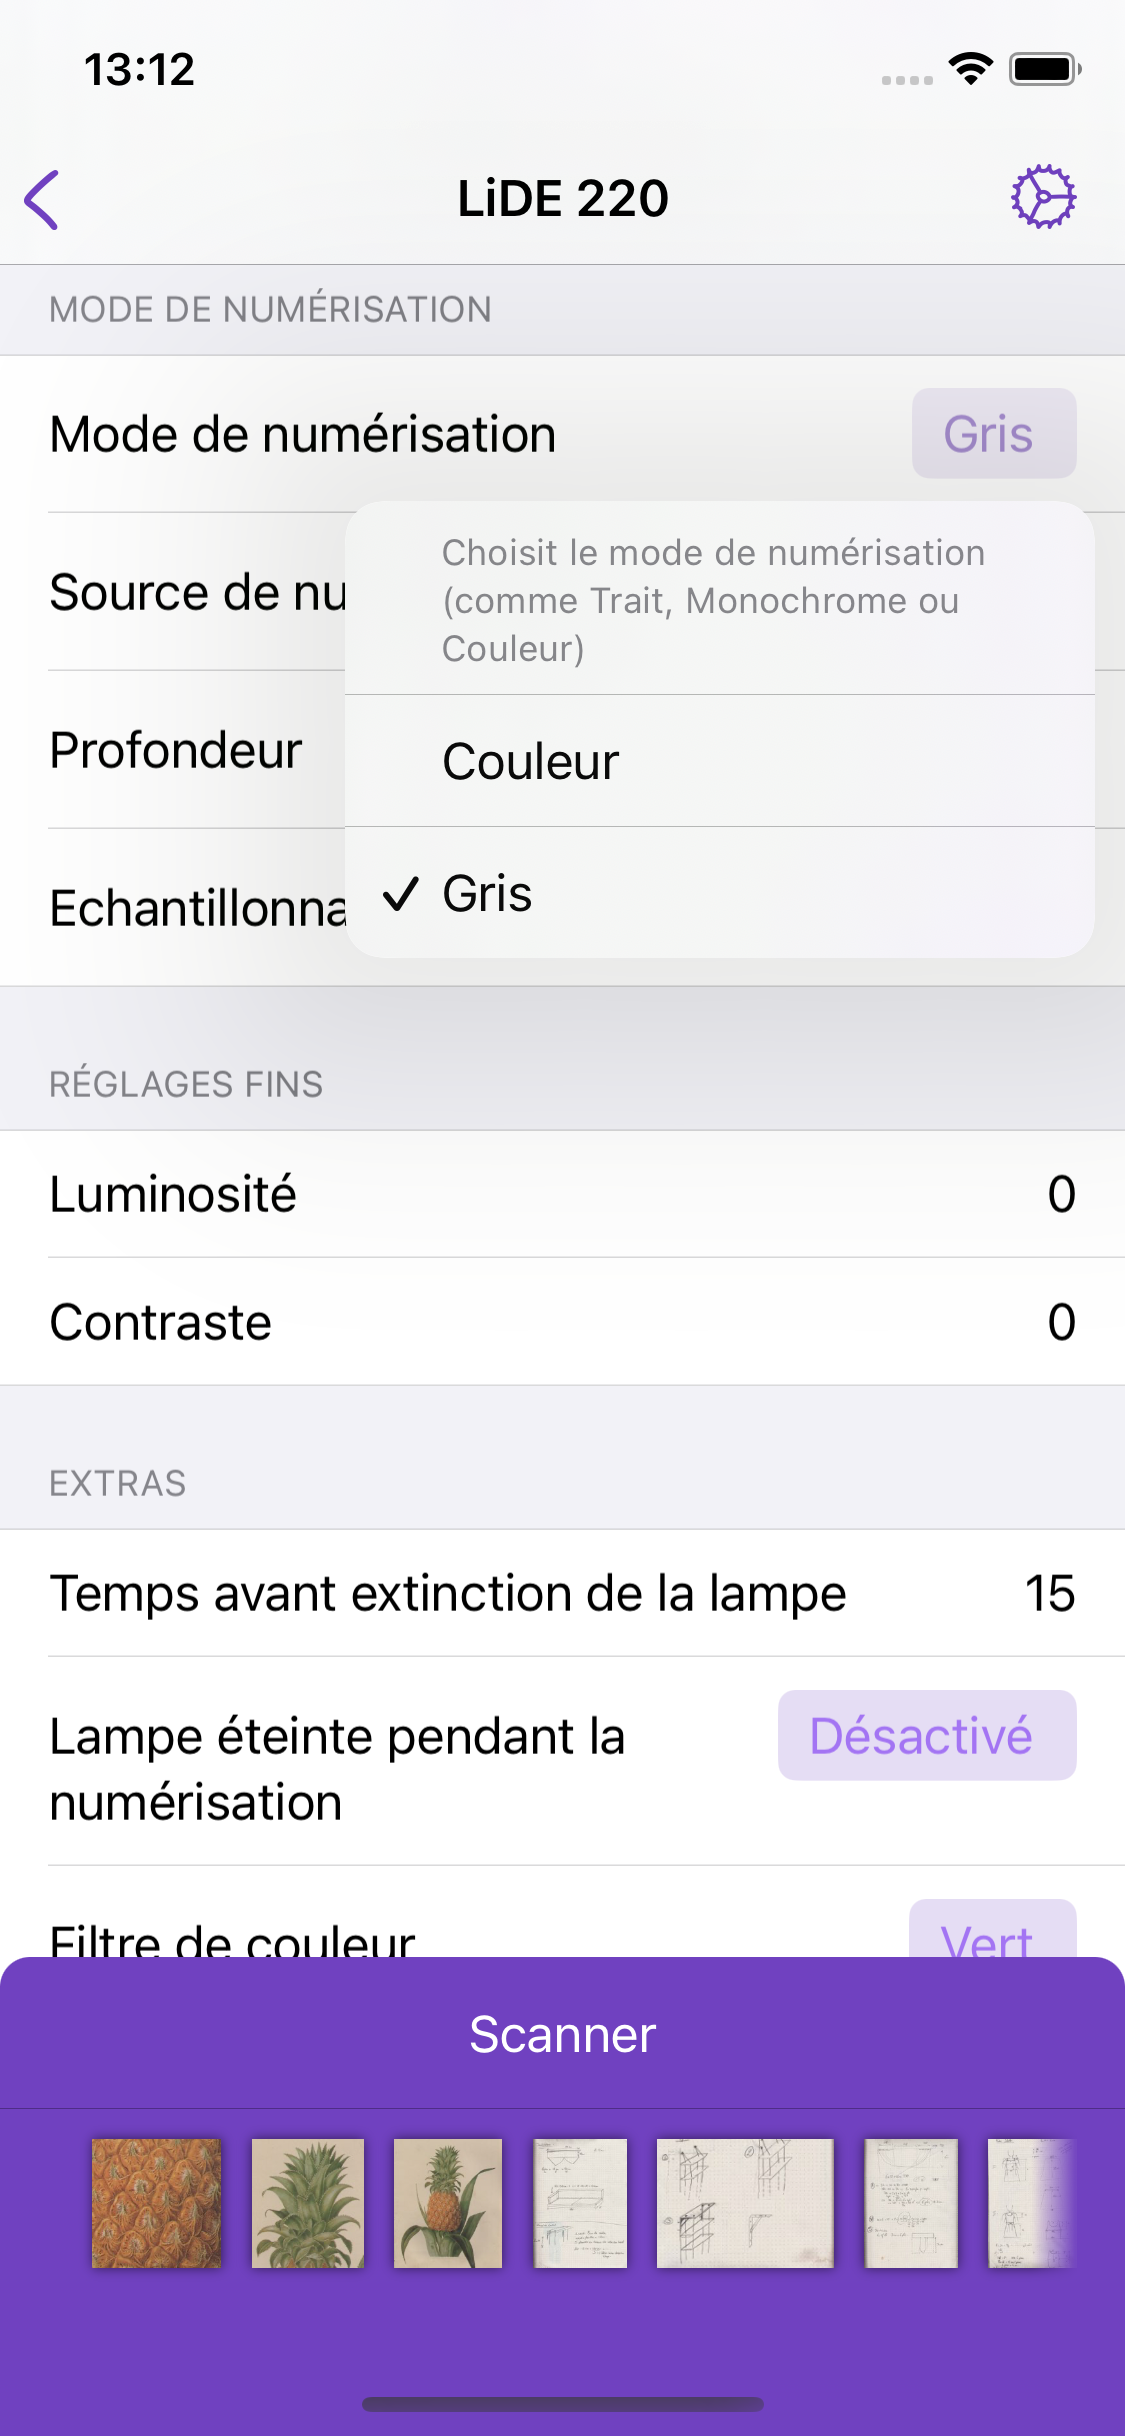 13:12
LiDE 220
MODE DE NUMÉRISATION
Mode de numérisation
Gris
Choisit le mode de numérisation
(comme Trait, Monochrome ou
Couleur)
Source de nu
Profondeur
Couleur
Echantillonna
Gris
RÉGLAGES FINS
Luminosité
0
Contraste
0
EXTRAS
Temps avant extinction de la lampe
15
Lampe éteinte pendant la
numérisation
Désactivé
Filtre de couleur
Vert
Scanner